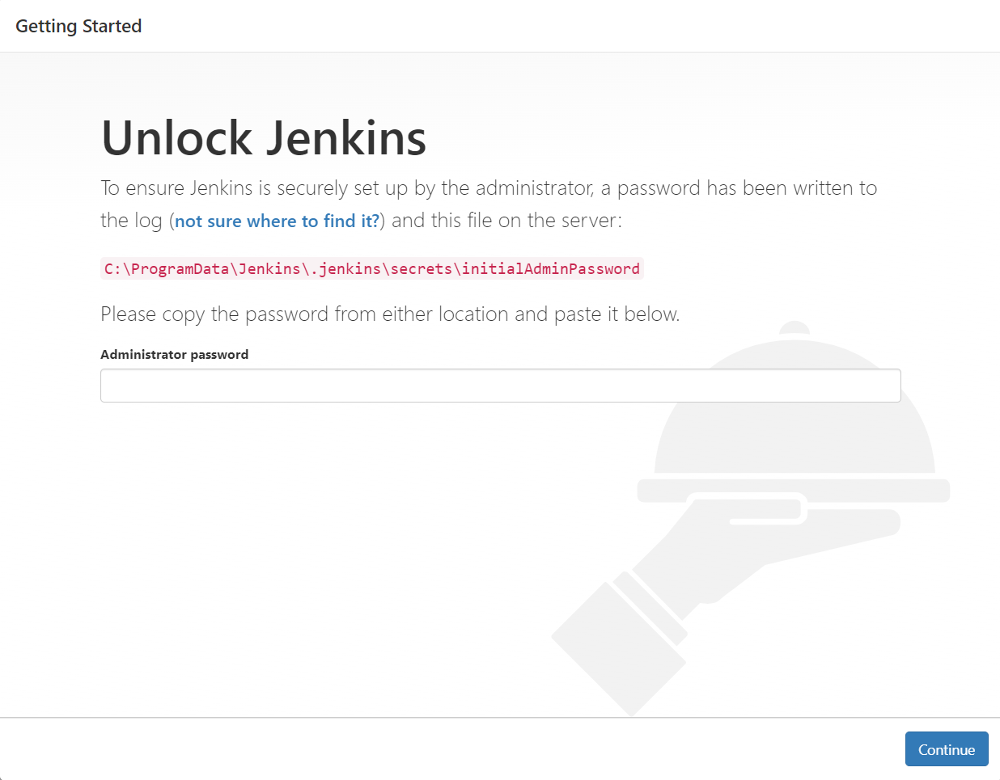 Getting Started
Unlock Jenkins
To ensure Jenkins is securely set up by the administrator, a password has been written to
the log (not sure where to find it?) and this file on the server:
C:\ProgramData\Jenkins\.jenkins\secrets\initialAdminPassword
Please copy the password from either location and paste it below.
Administrator password
Continue